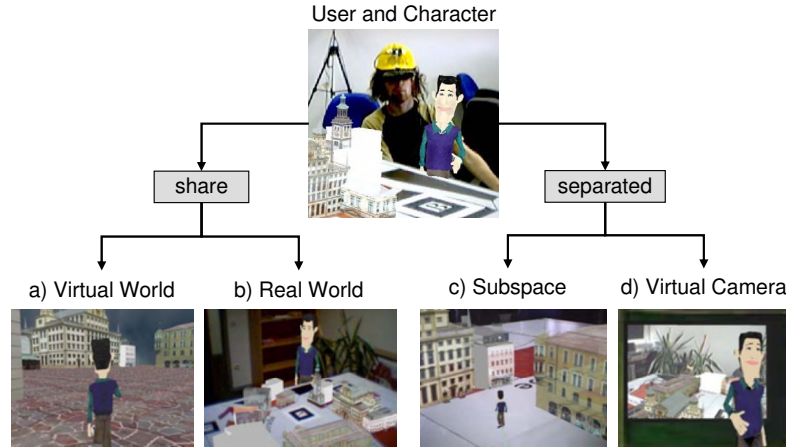 User and Character
share
separated
a) Virtual World
b) Real World
c) Subspace
d) Virtual Camera